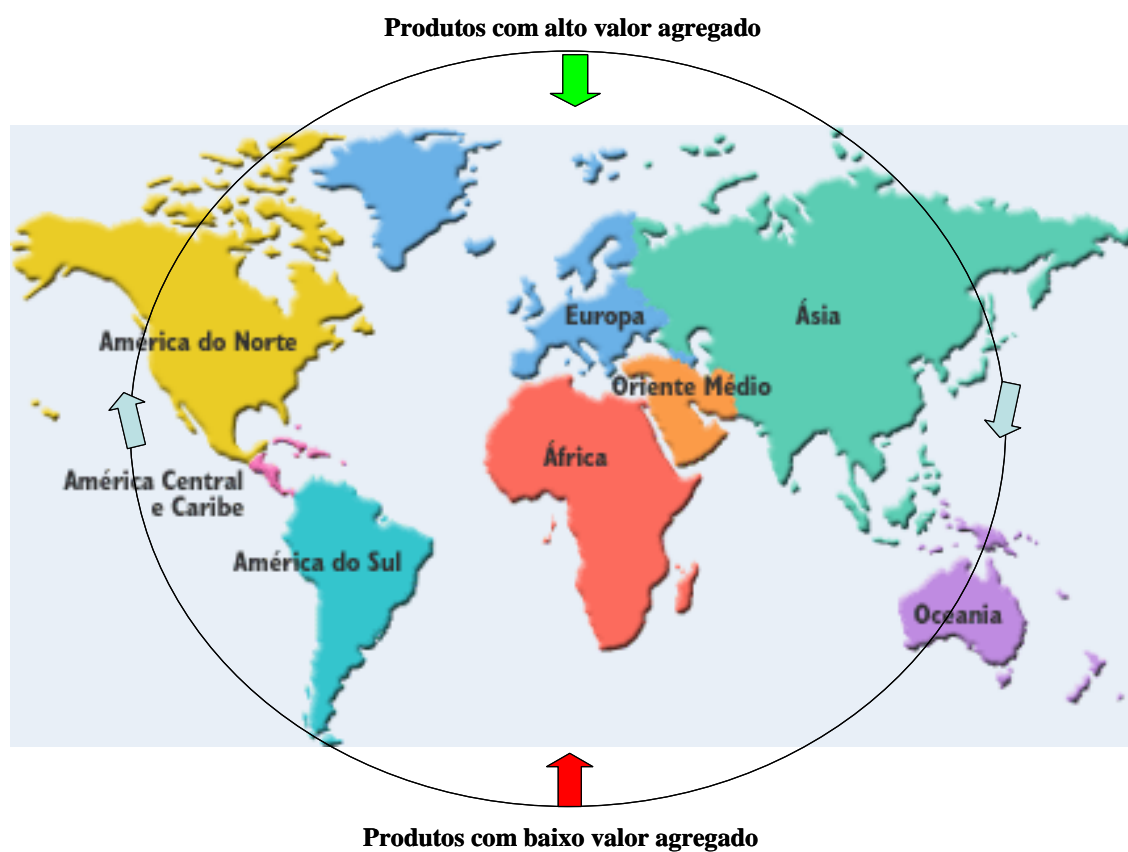 Produtos com alto valor agregado
Europa
Ásia
América do Norte
Oriente Médio
África
América Central
e Caribe
América do Sul
Oceania
Produtos com baixo valor agregado